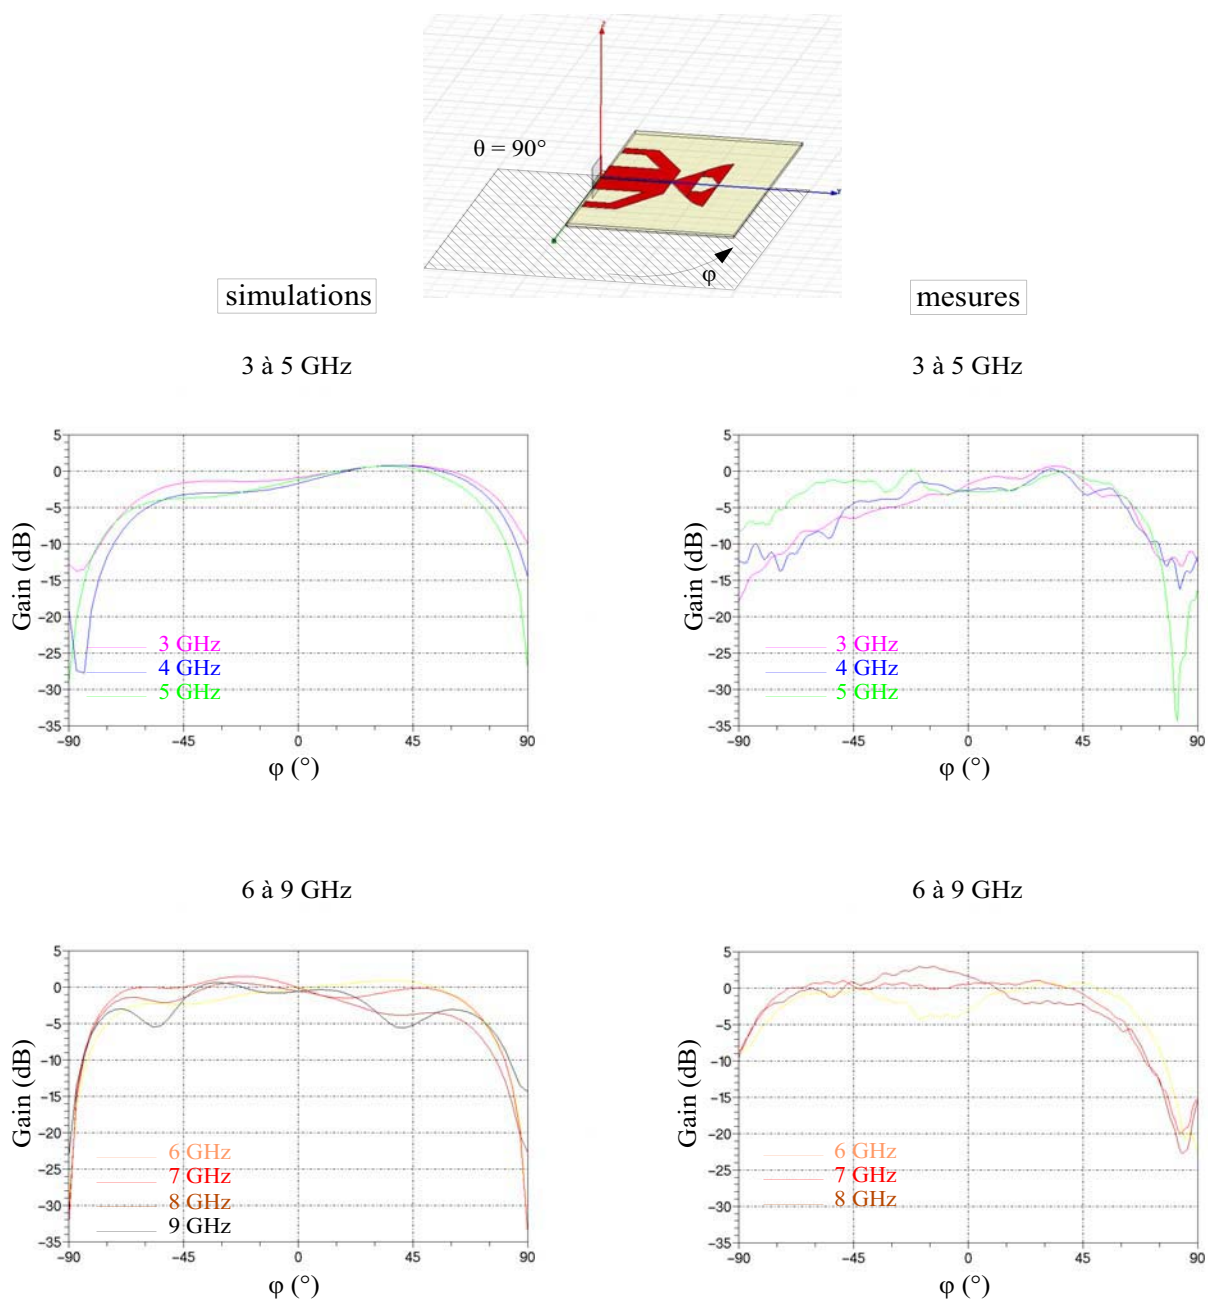 θ = 90°
φ
simulations
mesures
3 à 5 GHz
5
0
−5
−10
−15
−20
−25
−30
−35
Gain (dB)
3 GHz
4 GHz
5 GHz
−90
−45
0
45
90
φ (°)
3 à 5 GHz
5
0
−5
−10
−15
−20
−25
−30
−35
Gain (dB)
3 GHz
4 GHz
5 GHz
−90
−45
0
45
90
φ (°)
6 à 9 GHz
5
0
−5
−10
−15
−20
−25
−30
−35
Gain (dB)
6 GHz
7 GHz
8 GHz
9 GHz
−90
−45
0
45
90
φ (°)
6 à 9 GHz
5
0
−5
−10
−15
−20
−25
−30
−35
Gain (dB)
6 GHz
7 GHz
8 GHz
−90
−45
0
45
90
φ (°)